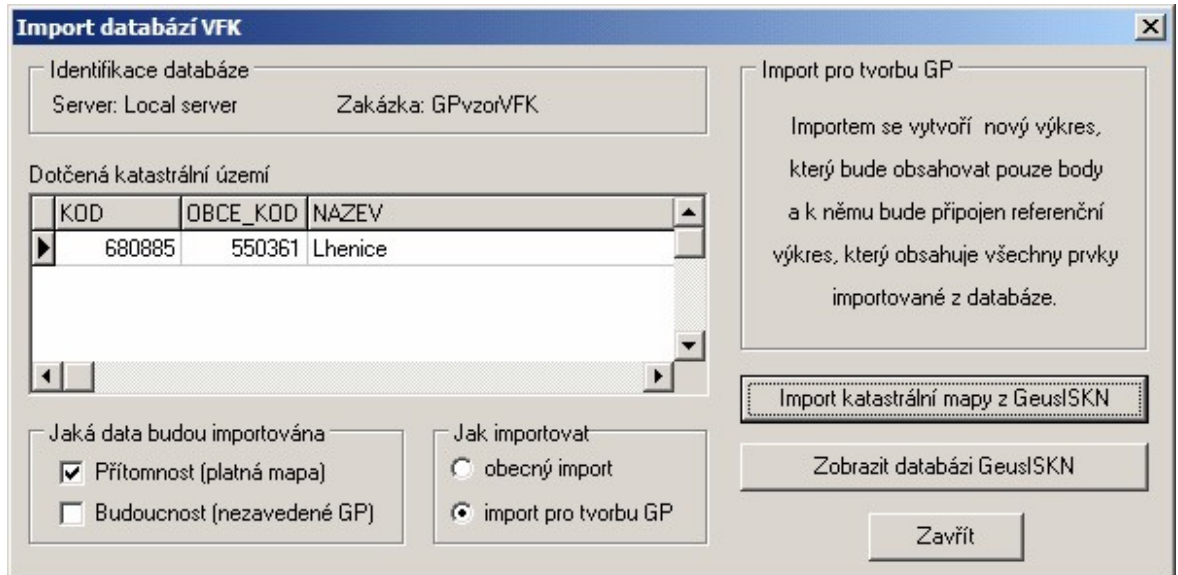 Import databází VFK
Identifikace databáze
Server: Local server Zakázka: GPvzorVFK
Dotčená katastrální území
KOD OBCE_KOD NAZEV
680885 550361 Lhenice
Jaká data budou importována
Přítomnost (platná mapa)
Budoucnost (nezavedené GP)
Jak importovat
obecný import
import pro tvorbu GP
Import pro tvorbu GP
Importem se vytvoří nový výkres,
který bude obsahovat pouze body
a k němu bude připojen referenční
výkres, který obsahuje všechny prvky
importované z databáze.
Import katastrální mapy z GeusISKN
Zobrazit databázi GeusISKN
Zavřít